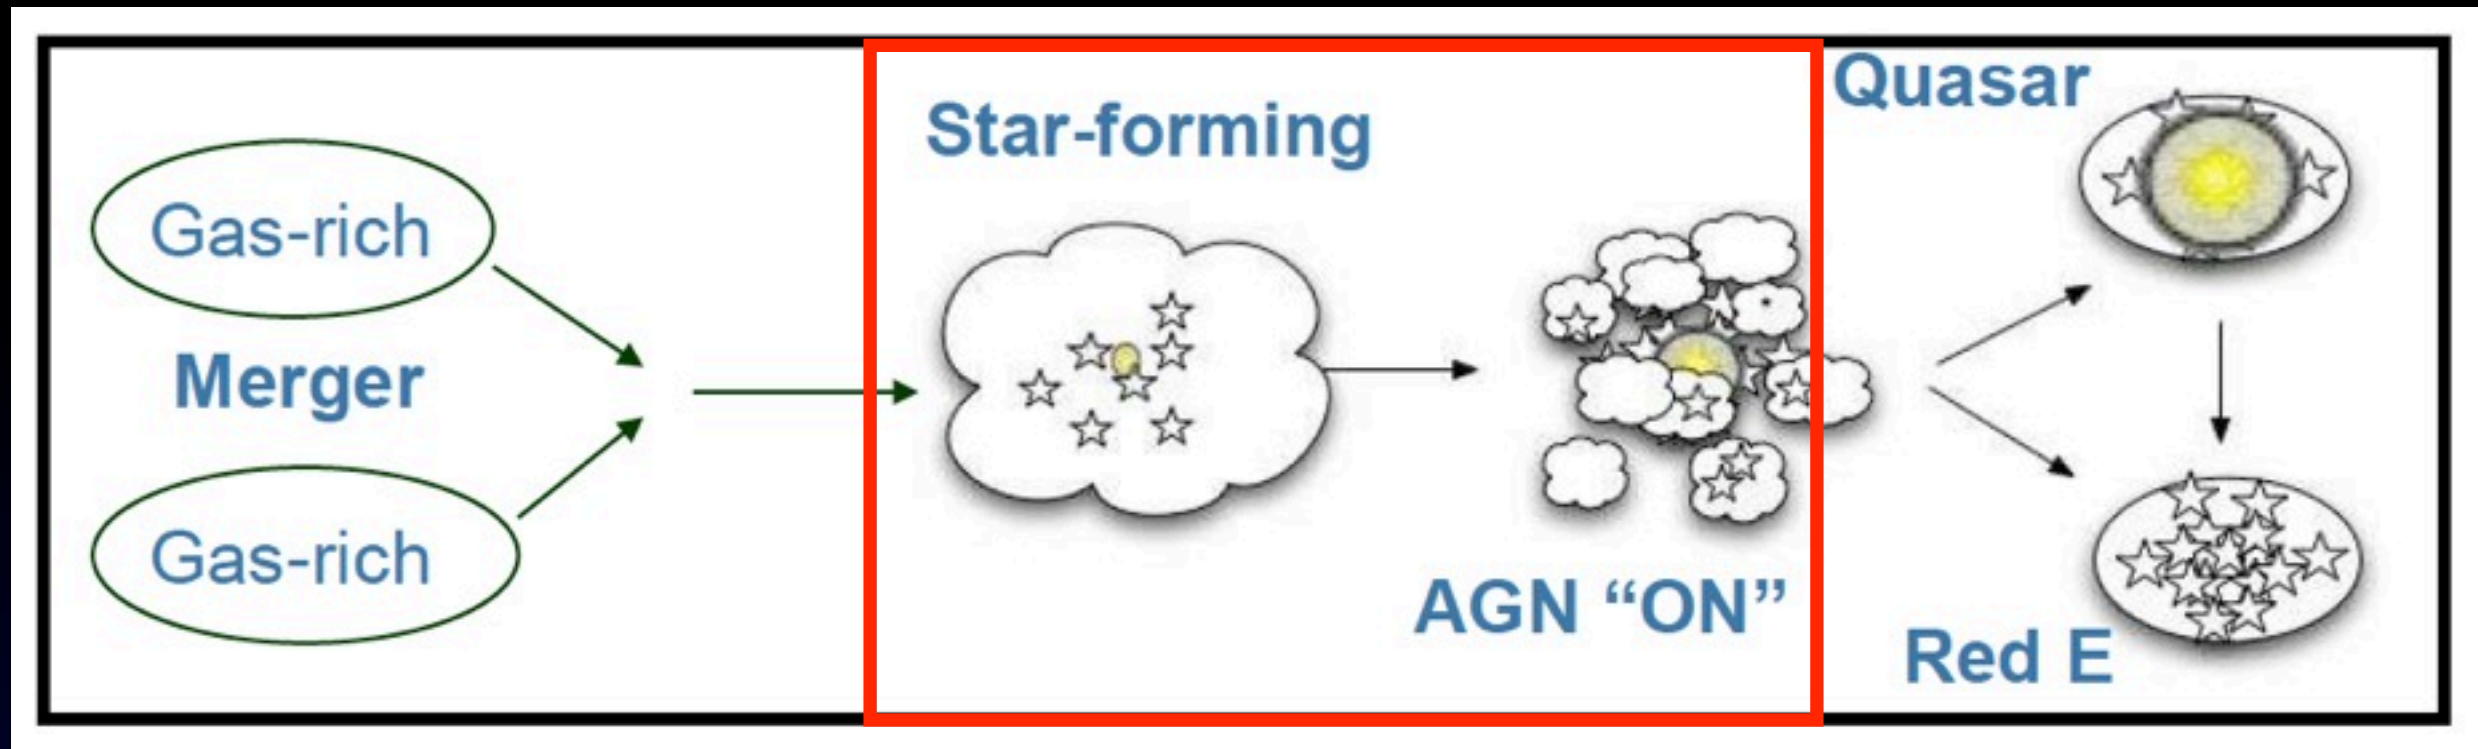 Gas-rich
Merger
Gas-rich
Star-forming
AGN “ON”
Quasar
Red E